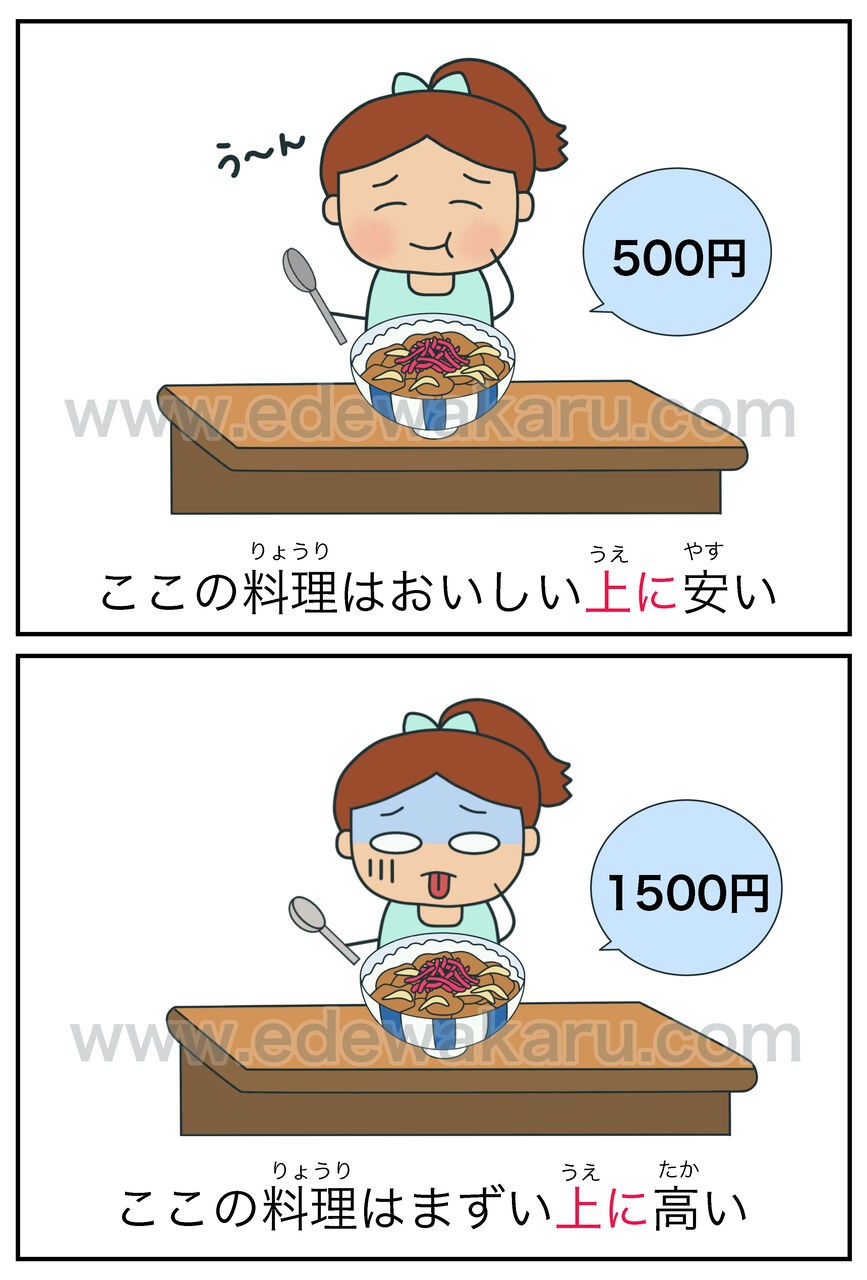 う〜ん
500円
www.edewakaru.com
りょうり うえ やす
ここの料理はおいしい上に安い
1500円
www.edewakaru.com
りょうり うえ たか
ここの料理はまずい上に高い